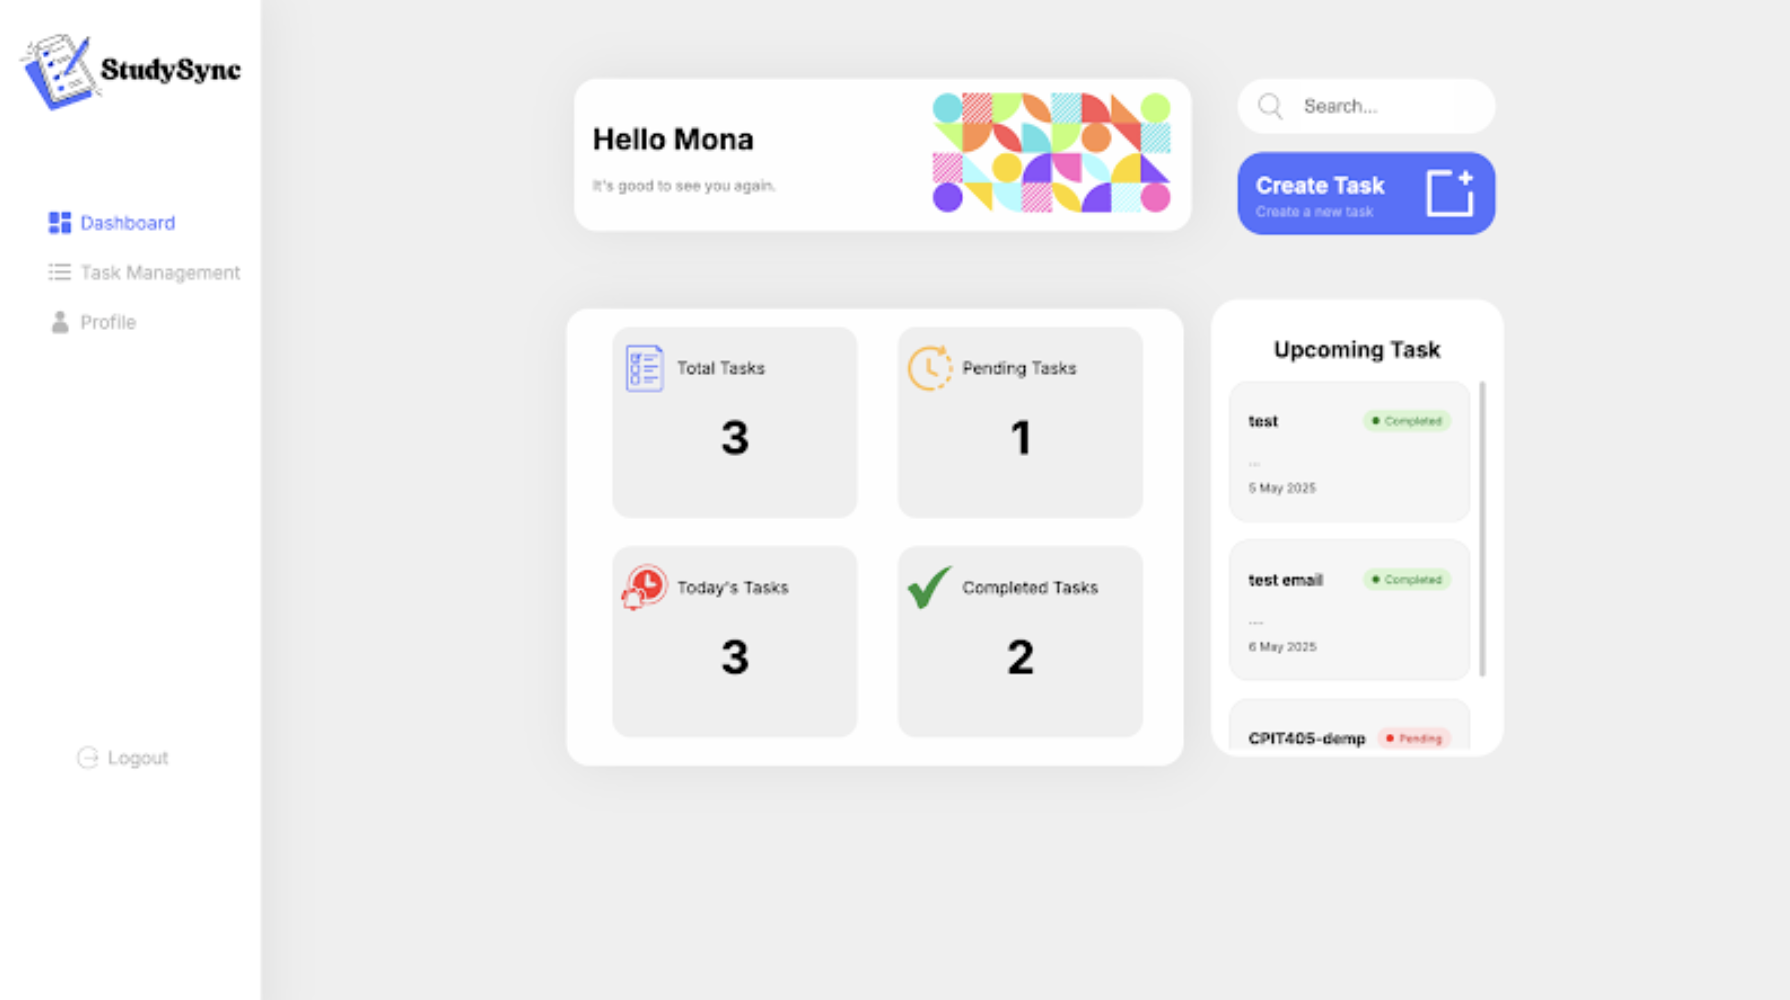 StudySync
Dashboard
Task Management
Profile
Logout
Hello Mona
It's good to see you again.
Search...
Create Task
Create a new task
Total Tasks
3
Pending Tasks
1
Today's Tasks
3
Completed Tasks
2
Upcoming Task
test
Completed
...
5 May 2025
test email
Completed
---
6 May 2025
CPIT405-demp
Pending